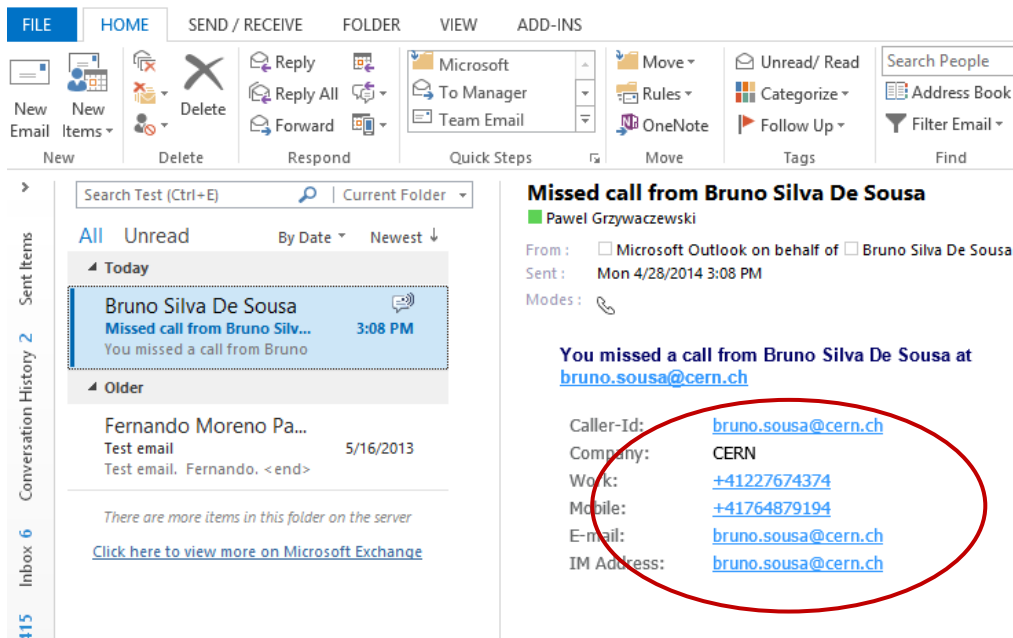 FILE HOME SEND / RECEIVE FOLDER VIEW ADD-INS
New Email
New Items
Delete
Reply
Reply All
Forward
Microsoft
To Manager
Team Email
Move
Rules
OneNote
Unread/ Read
Categorize
Follow Up
Search People
Address Book
Filter Email
New Delete Respond Quick Steps Move Tags Find
Sent Items
Conversation History 2
Inbox 6
415
Search Test (Ctrl+E) Current Folder
All Unread By Date Newest
Today
Bruno Silva De Sousa
Missed call from Bruno Silv... 3:08 PM
You missed a call from Bruno
Older
Fernando Moreno Pa...
Test email 5/16/2013
Test email. Fernando. <end>
There are more items in this folder on the server
Click here to view more on Microsoft Exchange
Missed call from Bruno Silva De Sousa
Pawel Grzywaczewski
From : Microsoft Outlook on behalf of Bruno Silva De Sousa
Sent : Mon 4/28/2014 3:08 PM
Modes :
You missed a call from Bruno Silva De Sousa at
bruno.sousa@cern.ch
Caller-Id: bruno.sousa@cern.ch
Company: CERN
Work: +41227674374
Mobile: +41764879194
E-mail: bruno.sousa@cern.ch
IM Address: bruno.sousa@cern.ch